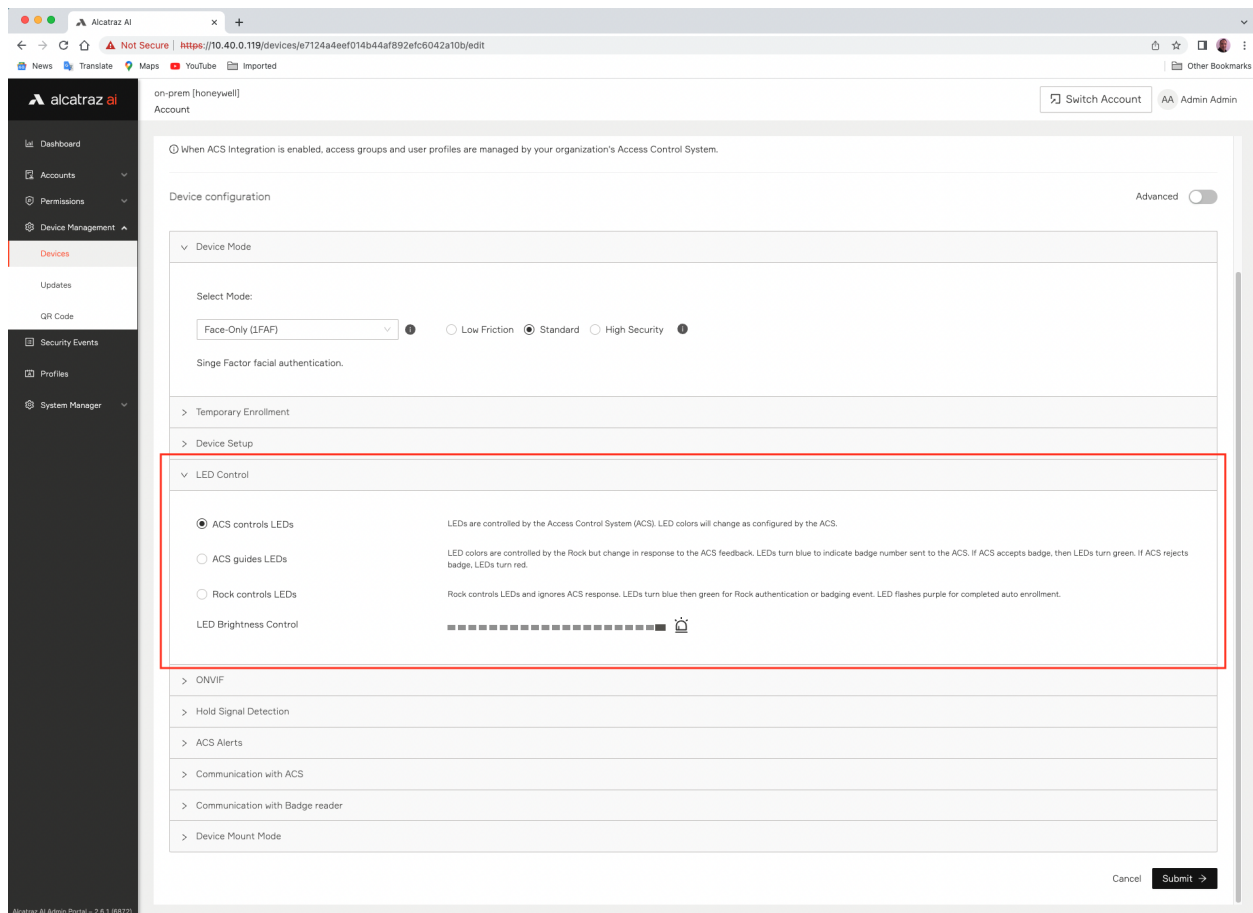 Alcatraz AI
Not Secure | https://10.40.0.119/devices/e7124a4eef014b44af892efc6042a10b/edit
News Translate Maps YouTube Imported Other Bookmarks
alcatraz ai
on-prem [honeywell]
Account
Switch Account AA Admin Admin
Dashboard
Accounts
Permissions
Device Management
Devices
Updates
QR Code
Security Events
Profiles
System Manager
Alcatraz AI Admin Portal - 2.6.1 (6872)
When ACS Integration is enabled, access groups and user profiles are managed by your organization's Access Control System.
Device configuration Advanced
Device Mode
Select Mode:
Face-Only (1FAF) Low Friction Standard High Security
Singe Factor facial authentication.
Temporary Enrollment
Device Setup
LED Control
ACS controls LEDs LEDs are controlled by the Access Control System (ACS). LED colors will change as configured by the ACS.
ACS guides LEDs LED colors are controlled by the Rock but change in response to the ACS feedback. LEDs turn blue to indicate badge number sent to the ACS. If ACS accepts badge, then LEDs turn green. If ACS rejects
badge, LEDs turn red.
Rock controls LEDs Rock controls LEDs and ignores ACS response. LEDs turn blue then green for Rock authentication or badging event. LED flashes purple for completed auto enrollment.
LED Brightness Control
ONVIF
Hold Signal Detection
ACS Alerts
Communication with ACS
Communication with Badge reader
Device Mount Mode
Cancel Submit →